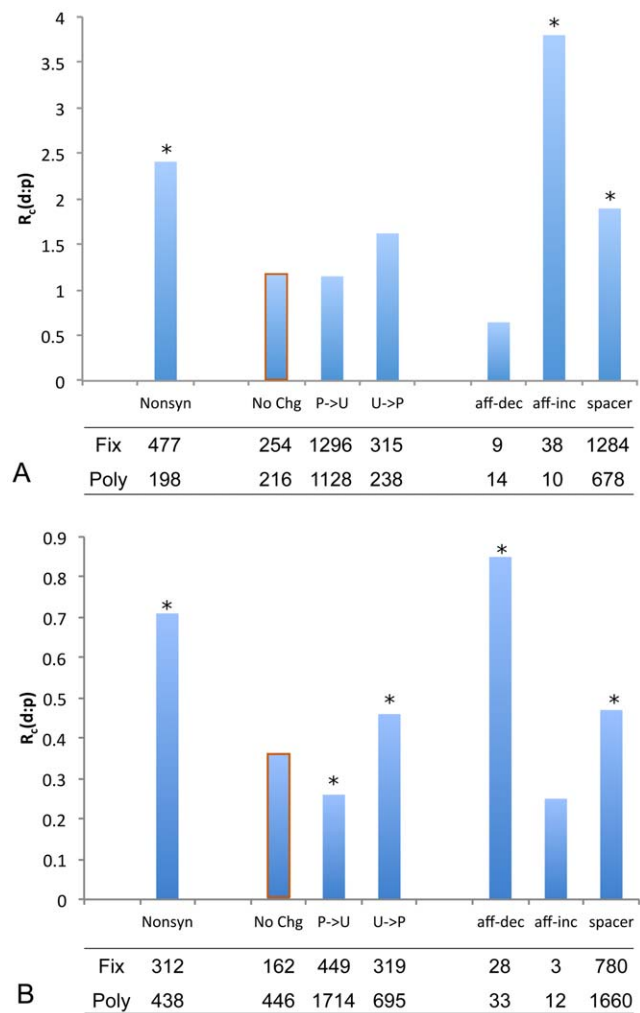 4
3.5
3
2.5
2
1.5
1
0.5
0
Rc(d:p)
* * *
Nonsyn No Chg P->U U->P aff-dec aff-inc spacer
Fix 477 254 1296 315 9 38 1284
Poly 198 216 1128 238 14 10 678
A
0.9
0.8
0.7
0.6
0.5
0.4
0.3
0.2
0.1
0
Rc(d:p)
* * * * *
Nonsyn No Chg P->U U->P aff-dec aff-inc spacer
Fix 312 162 449 319 28 3 780
Poly 438 446 1714 695 33 12 1660
B